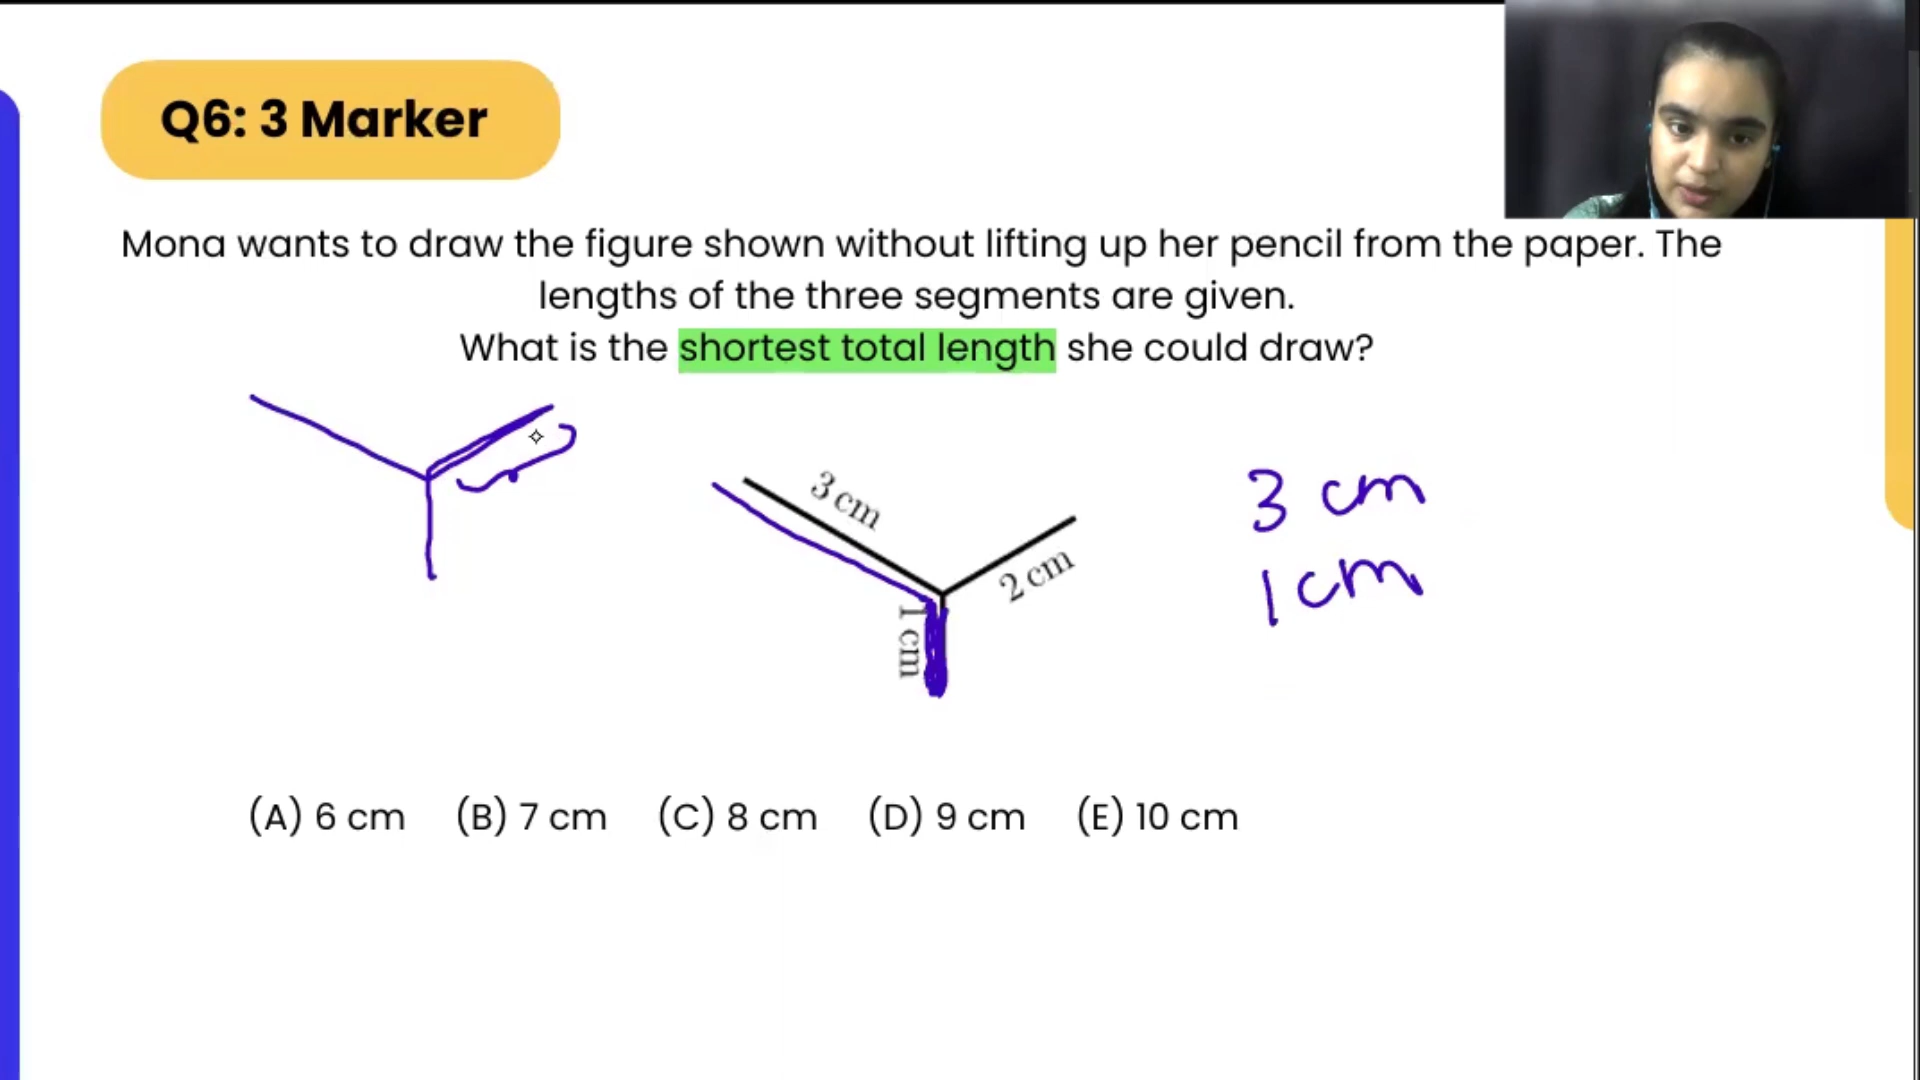 Q6: 3 Marker
Mona wants to draw the figure shown without lifting up her pencil from the paper. The
lengths of the three segments are given.
What is the shortest total length she could draw?
3 cm
2 cm
1 cm
3 cm
1 cm
(A) 6 cm (B) 7 cm (C) 8 cm (D) 9 cm (E) 10 cm